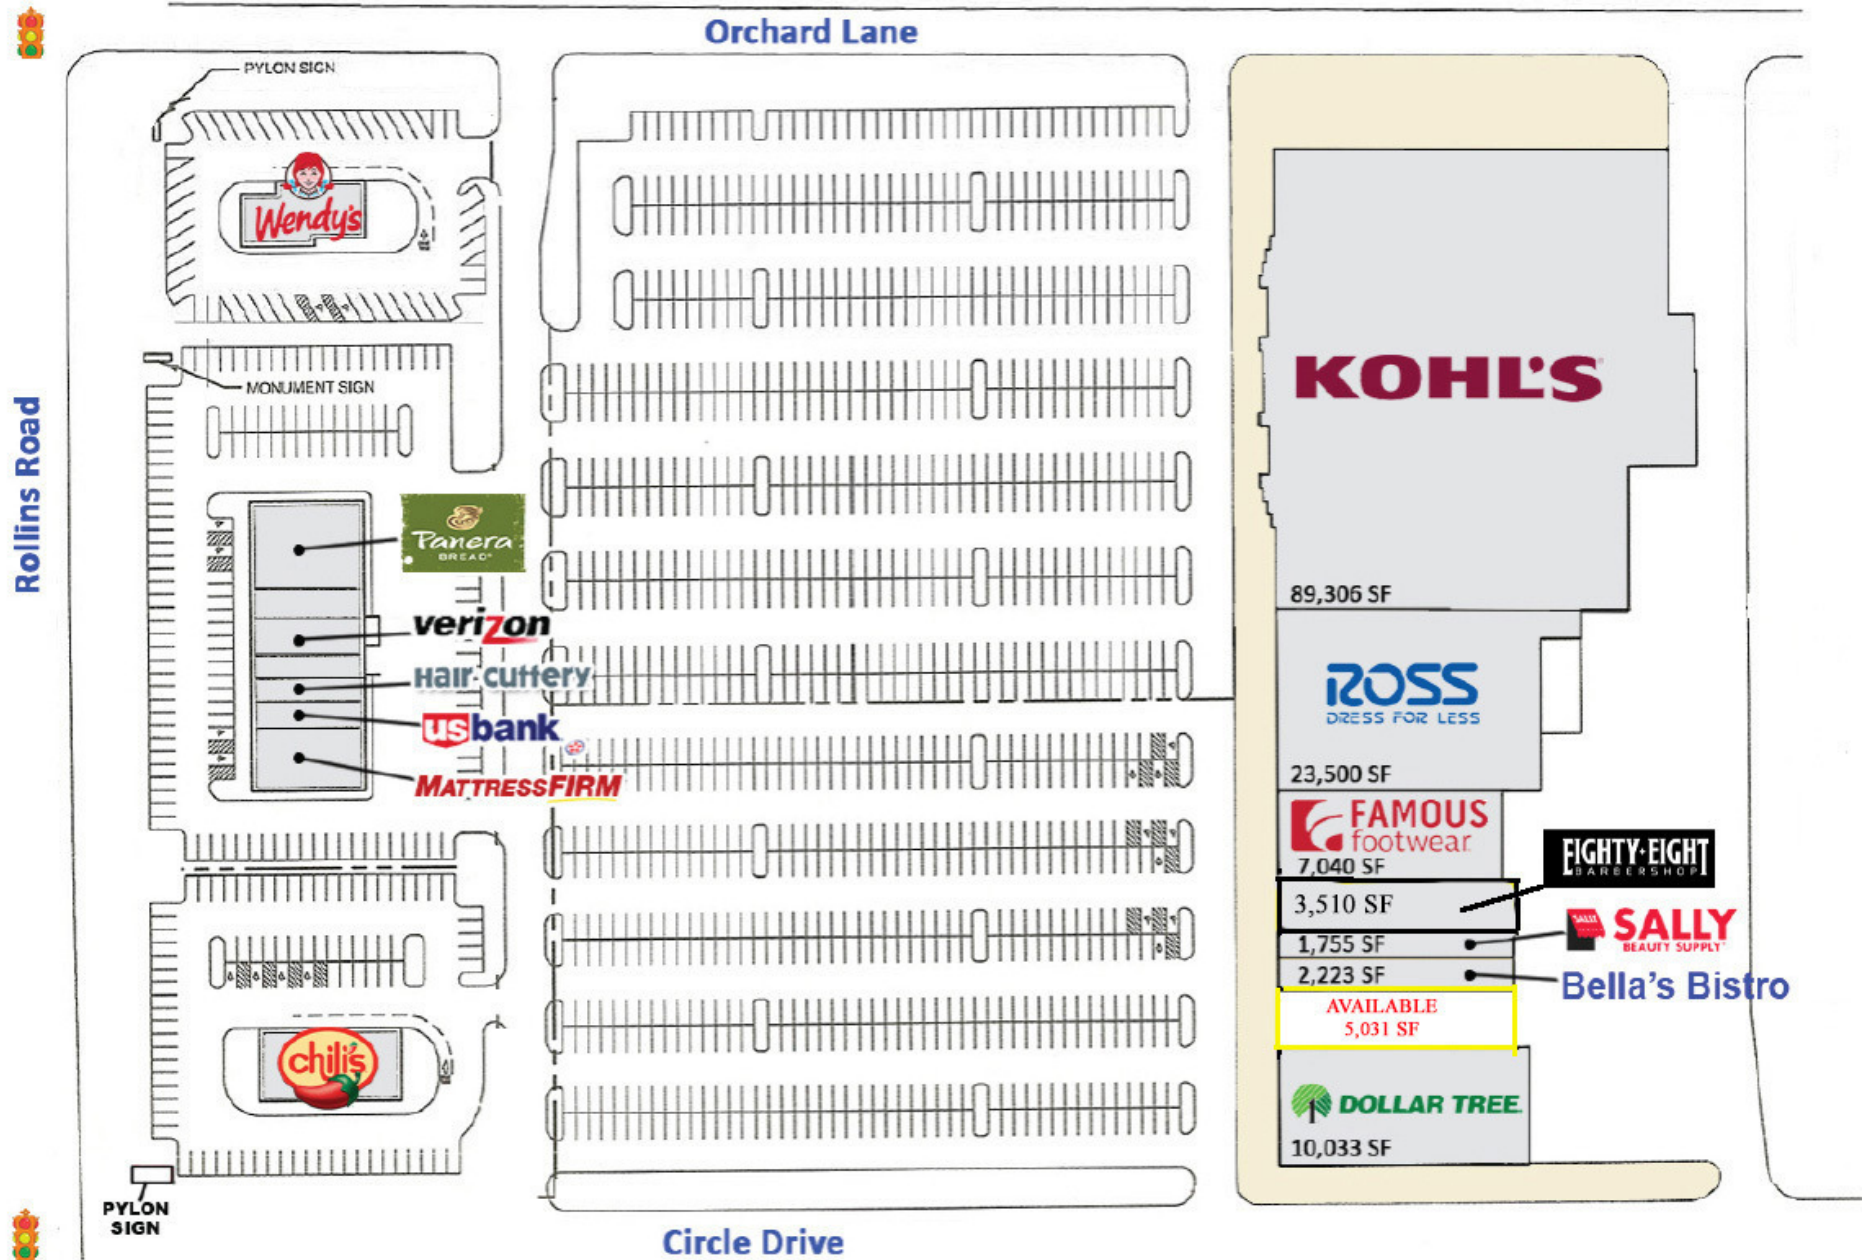 Orchard Lane
PYLON SIGN
Wendy's
MONUMENT SIGN
Rollins Road
Panera
BREAD®
verizon
Hair cuttery
usbank
MATTRESSFIRM
chili's
PYLON
SIGN
Circle Drive
KOHL'S
89,306 SF
ROSS
DRESS FOR LESS
23,500 SF
FAMOUS
footwear
7,040 SF
EIGHTY·EIGHT
BARBERSHOP
3,510 SF
SALLY
SALLY
BEAUTY SUPPLY
1,755 SF
2,223 SF
Bella's Bistro
AVAILABLE
5,031 SF
DOLLAR TREE
10,033 SF